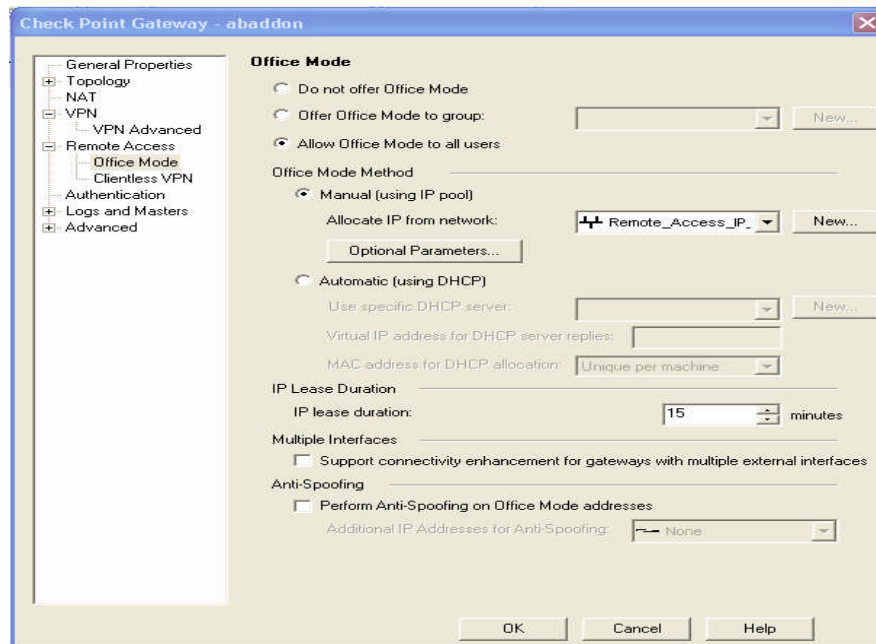 Check Point Gateway - abaddon
General Properties
Topology
NAT
VPN
VPN Advanced
Remote Access
Office Mode
Clientless VPN
Authentication
Logs and Masters
Advanced
Office Mode
Do not offer Office Mode
Offer Office Mode to group:
New...
Allow Office Mode to all users
Office Mode Method
Manual (using IP pool)
Allocate IP from network:
Remote_Access_IP_
New...
Optional Parameters...
Automatic (using DHCP)
Use specific DHCP server:
New...
Virtual IP address for DHCP server replies:
MAC address for DHCP allocation:
Unique per machine
IP Lease Duration
IP lease duration:
15
minutes
Multiple Interfaces
Support connectivity enhancement for gateways with multiple external interfaces
Anti-Spoofing
Perform Anti-Spoofing on Office Mode addresses
Additional IP Addresses for Anti-Spoofing:
None
OK
Cancel
Help